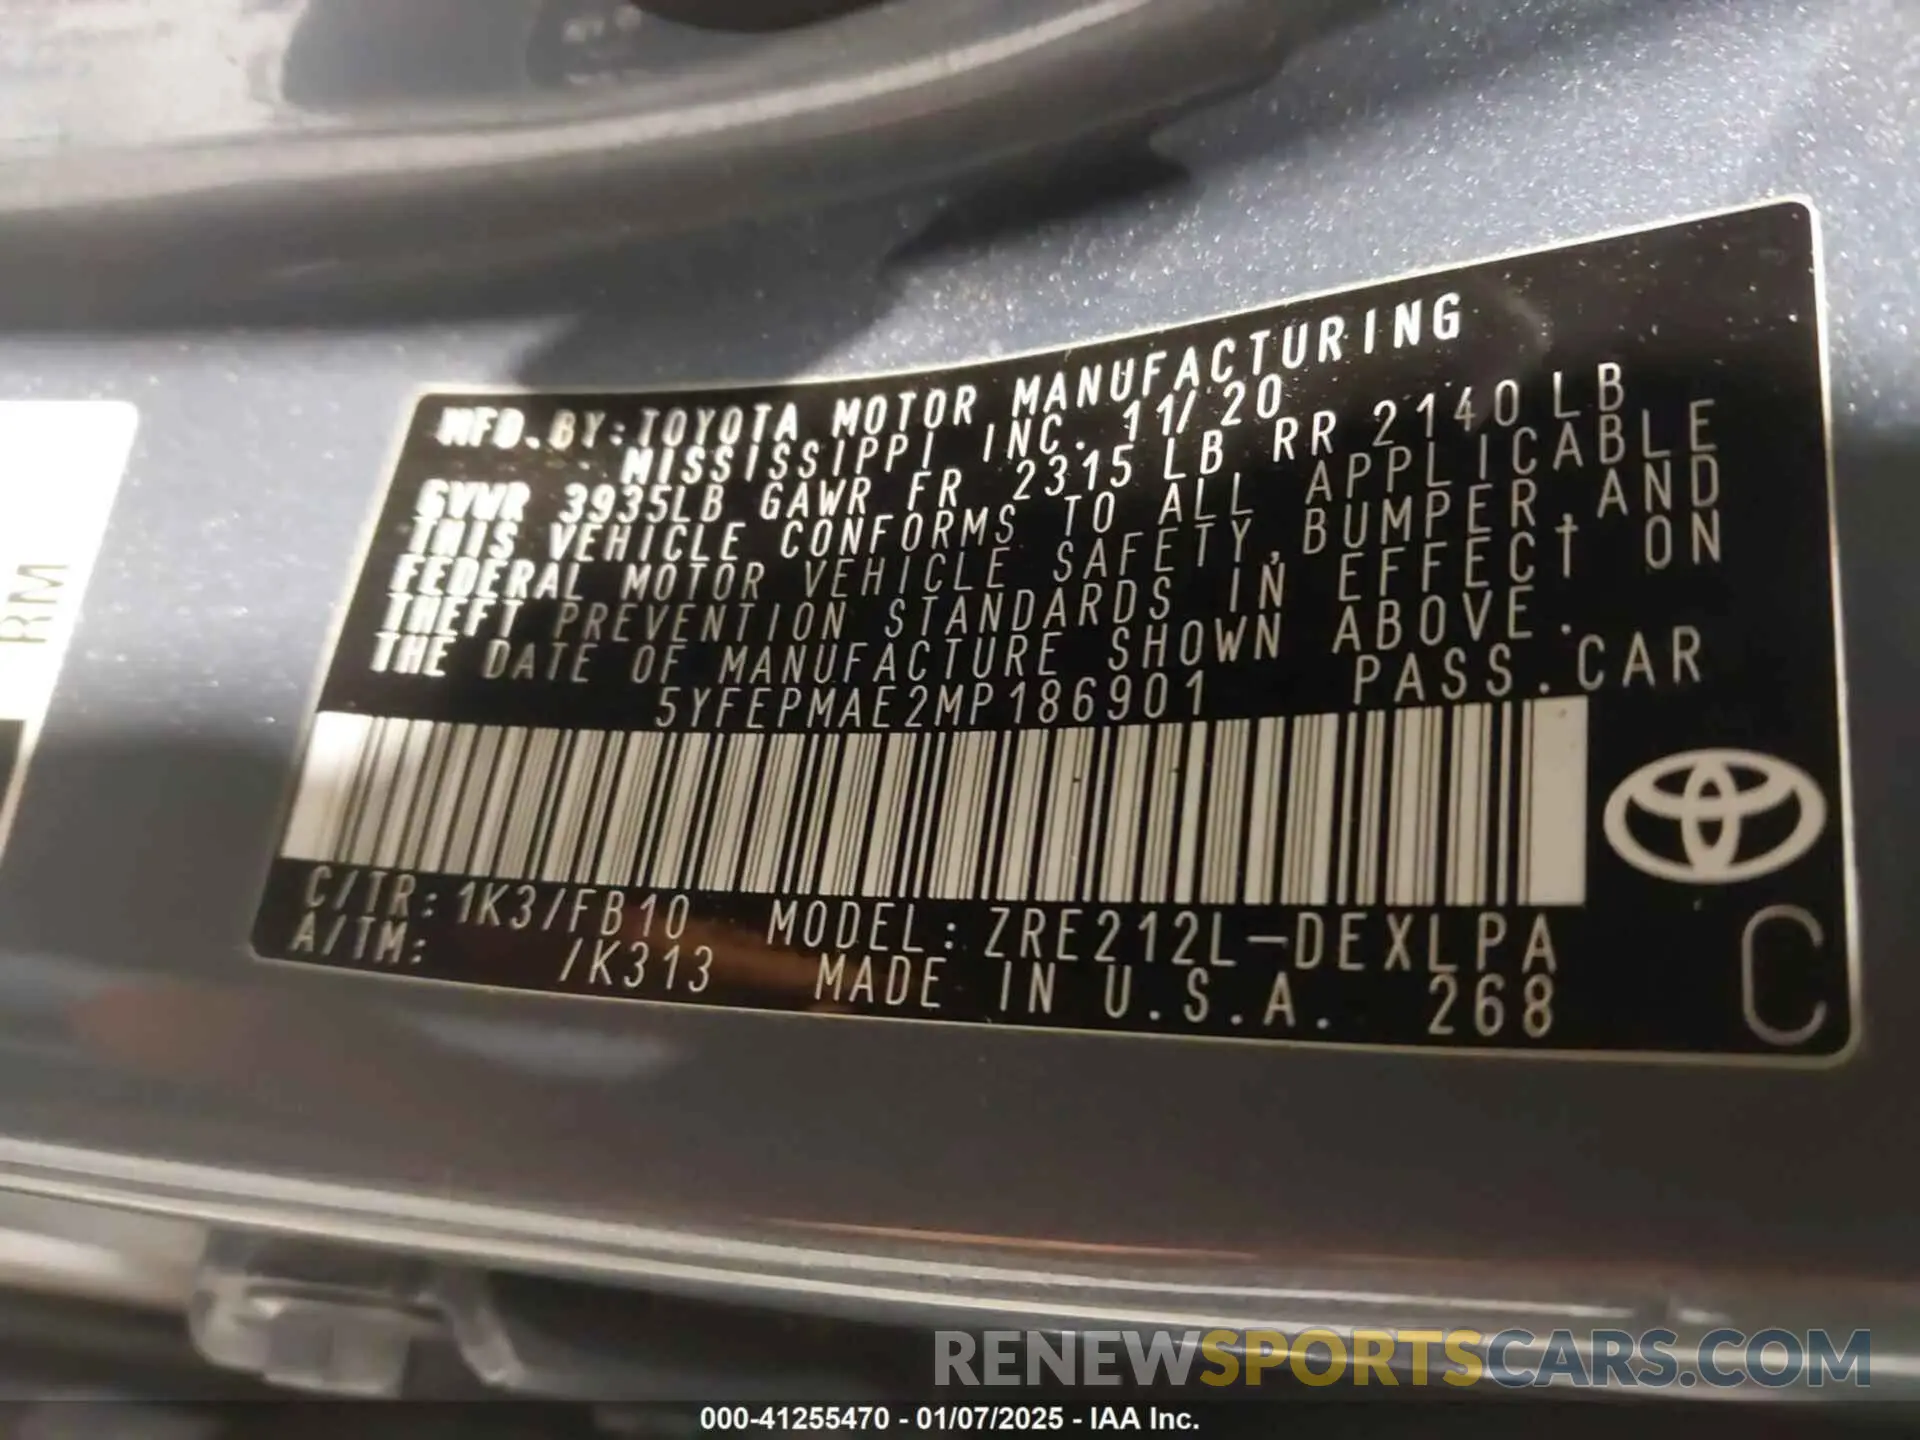 MFD. BY: TOYOTA MOTOR MANUFACTURING
MISSISSIPPI INC. 11/20
GVWR 3935LB GAWR FR 2315 LB RR 2140 LB
THIS VEHICLE CONFORMS TO ALL APPLICABLE
FEDERAL MOTOR VEHICLE SAFETY, BUMPER, AND
THEFT PREVENTION STANDARDS IN EFFECT ON
THE DATE OF MANUFACTURE SHOWN ABOVE.
5YFEPMAE2MP186901 PASS. CAR
C/TR: 1K3/FB10 MODEL: ZRE212L-DEXLPA
A/TM: /K313 MADE IN U.S.A. 268
C
RM
RENEWSPORTSCARS.COM
000-41255470 - 01/07/2025 - IAA Inc.